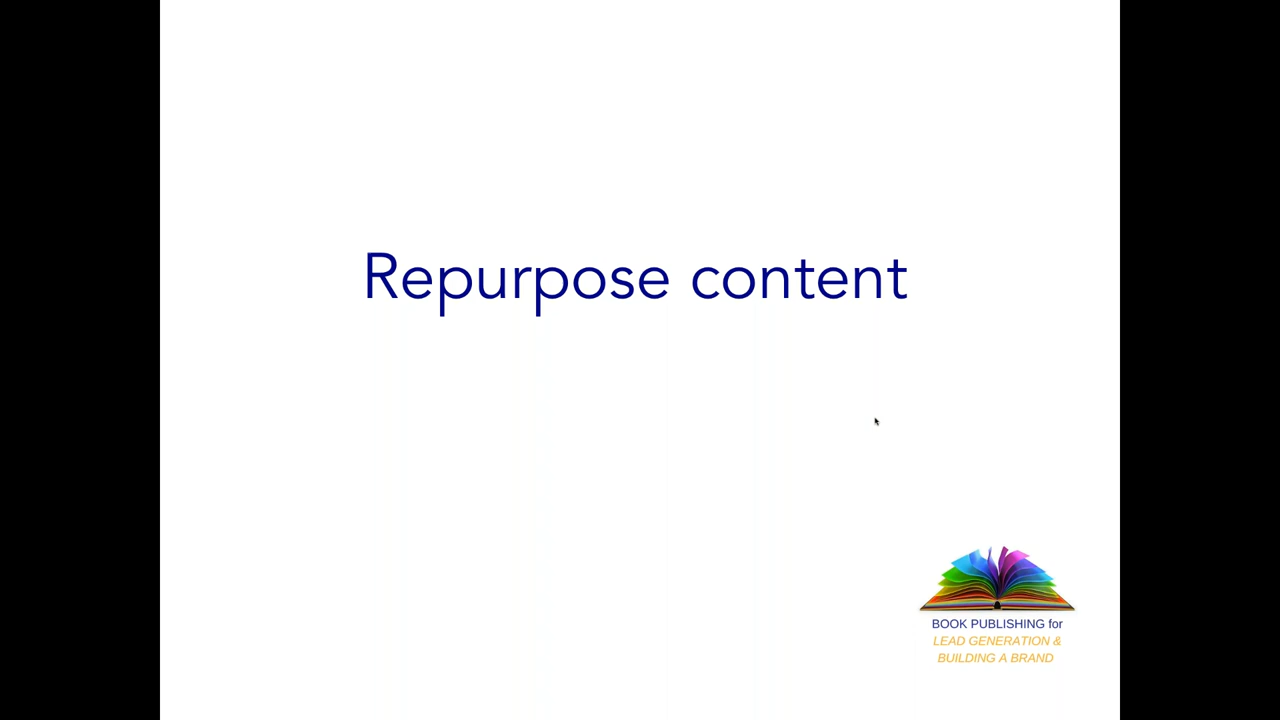 Repurpose content
BOOK PUBLISHING for
LEAD GENERATION &
BUILDING A BRAND